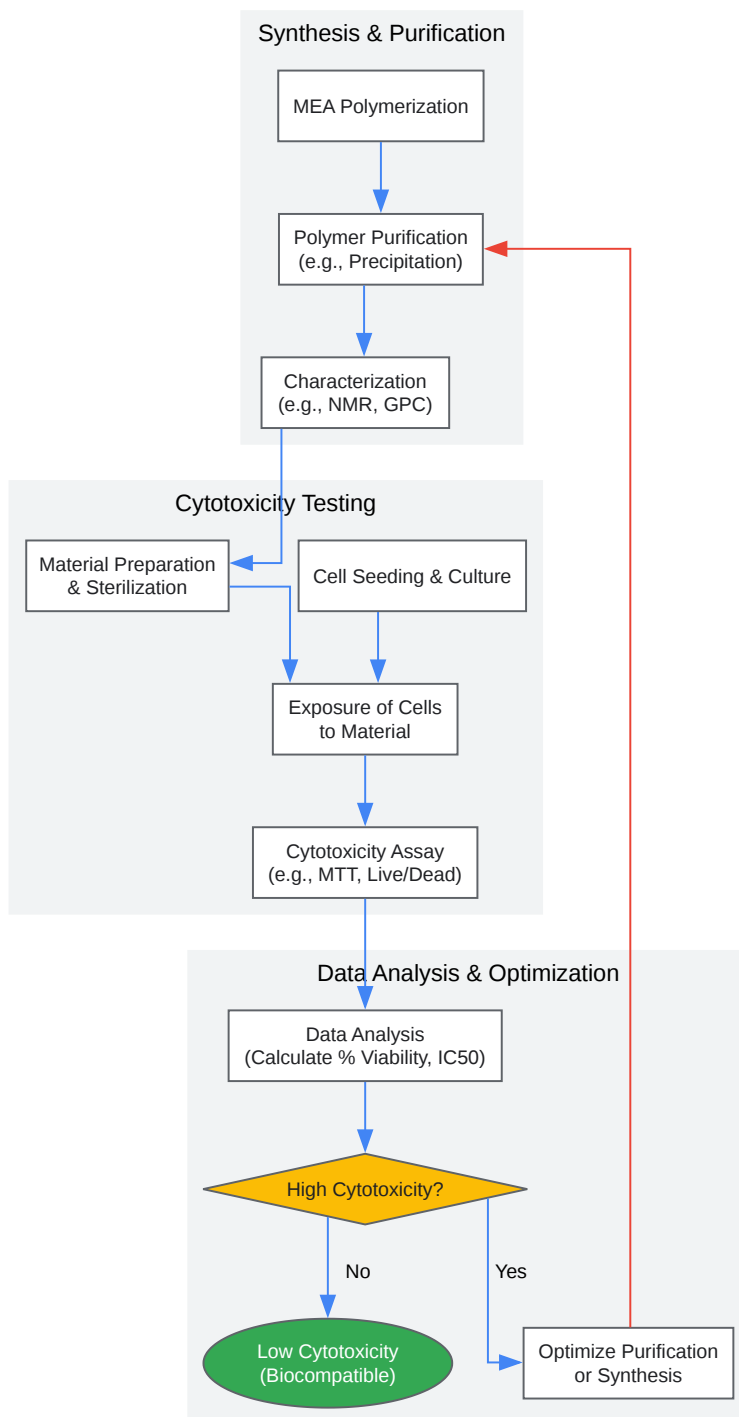 Synthesis & Purification
MEA Polymerization
Polymer Purification
(e.g., Precipitation)
Characterization
(e.g., NMR, GPC)
Cytotoxicity Testing
Material Preparation
& Sterilization
Cell Seeding & Culture
Exposure of Cells
to Material
Cytotoxicity Assay
(e.g., MTT, Live/Dead)
Data Analysis & Optimization
Data Analysis
(Calculate % Viability, IC50)
High Cytotoxicity?
No
Yes
Low Cytotoxicity
(Biocompatible)
Optimize Purification
or Synthesis